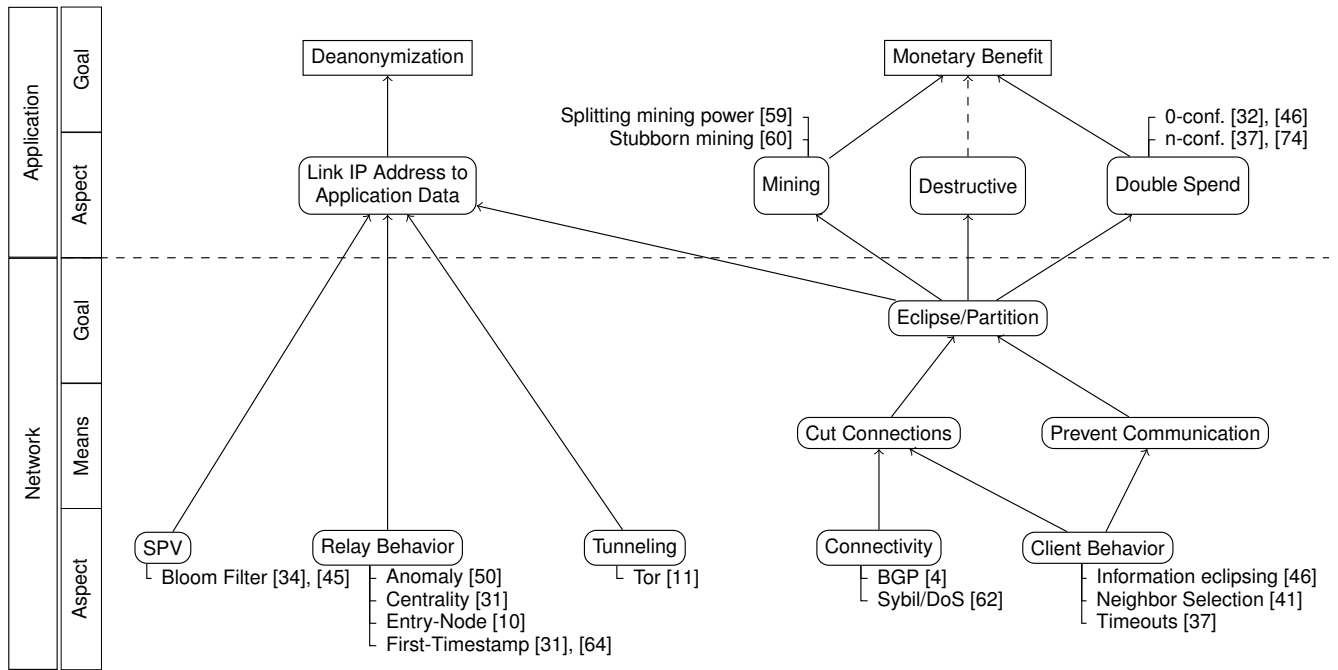 Application
Network
Goal
Aspect
Goal
Means
Aspect
Deanonymization
Monetary Benefit
Splitting mining power [59]
Stubborn mining [60]
0-conf. [32], [46]
n-conf. [37], [74]
Link IP Address to
Application Data
Mining
Destructive
Double Spend
Eclipse/Partition
Cut Connections
Prevent Communication
SPV
Bloom Filter [34], [45]
Relay Behavior
Anomaly [50]
Centrality [31]
Entry-Node [10]
First-Timestamp [31], [64]
Tunneling
Tor [11]
Connectivity
BGP [4]
Sybil/DoS [62]
Client Behavior
Information eclipsing [46]
Neighbor Selection [41]
Timeouts [37]